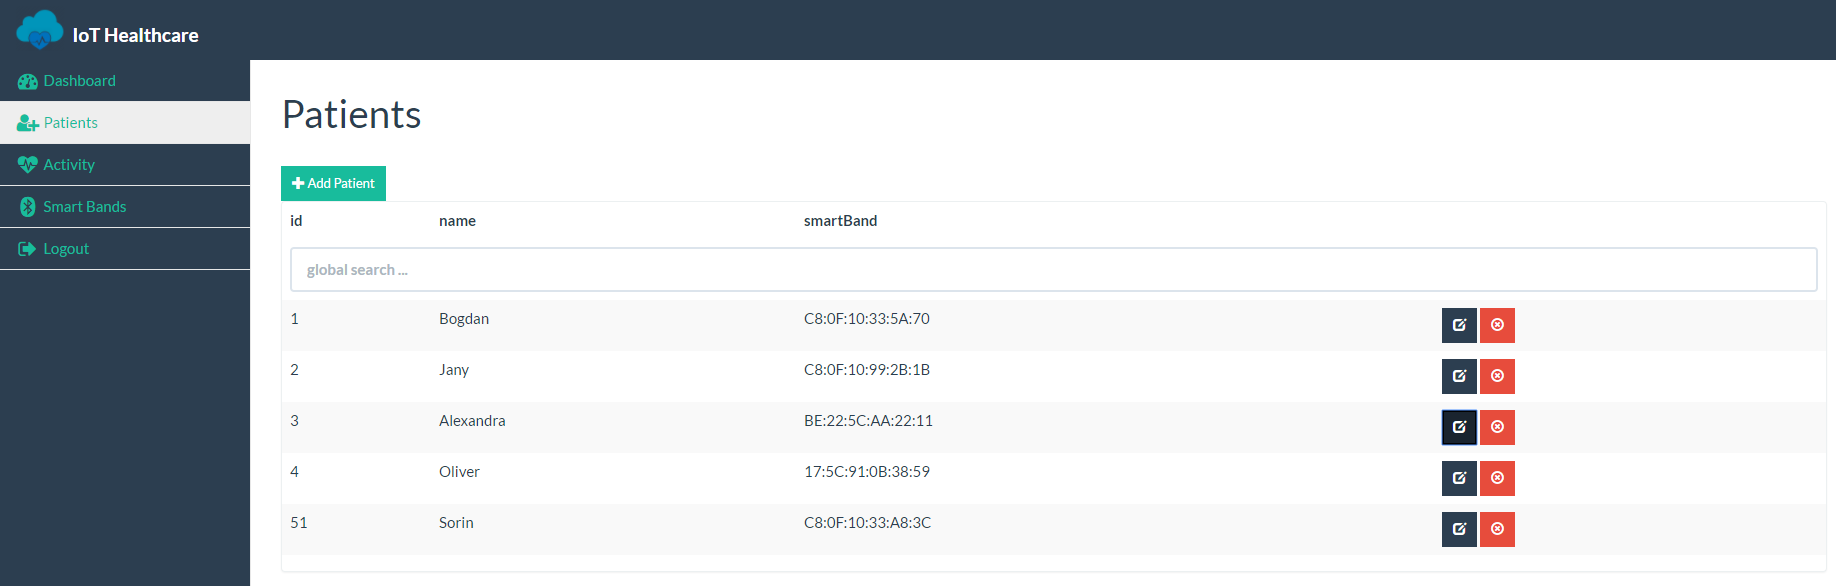 IoT Healthcare
Dashboard
Patients
Activity
Smart Bands
Logout
Patients
Add Patient
id name smartBand
global search ...
1 Bogdan C8:0F:10:33:5A:70
2 Jany C8:0F:10:99:2B:1B
3 Alexandra BE:22:5C:AA:22:11
4 Oliver 17:5C:91:0B:38:59
51 Sorin C8:0F:10:33:A8:3C